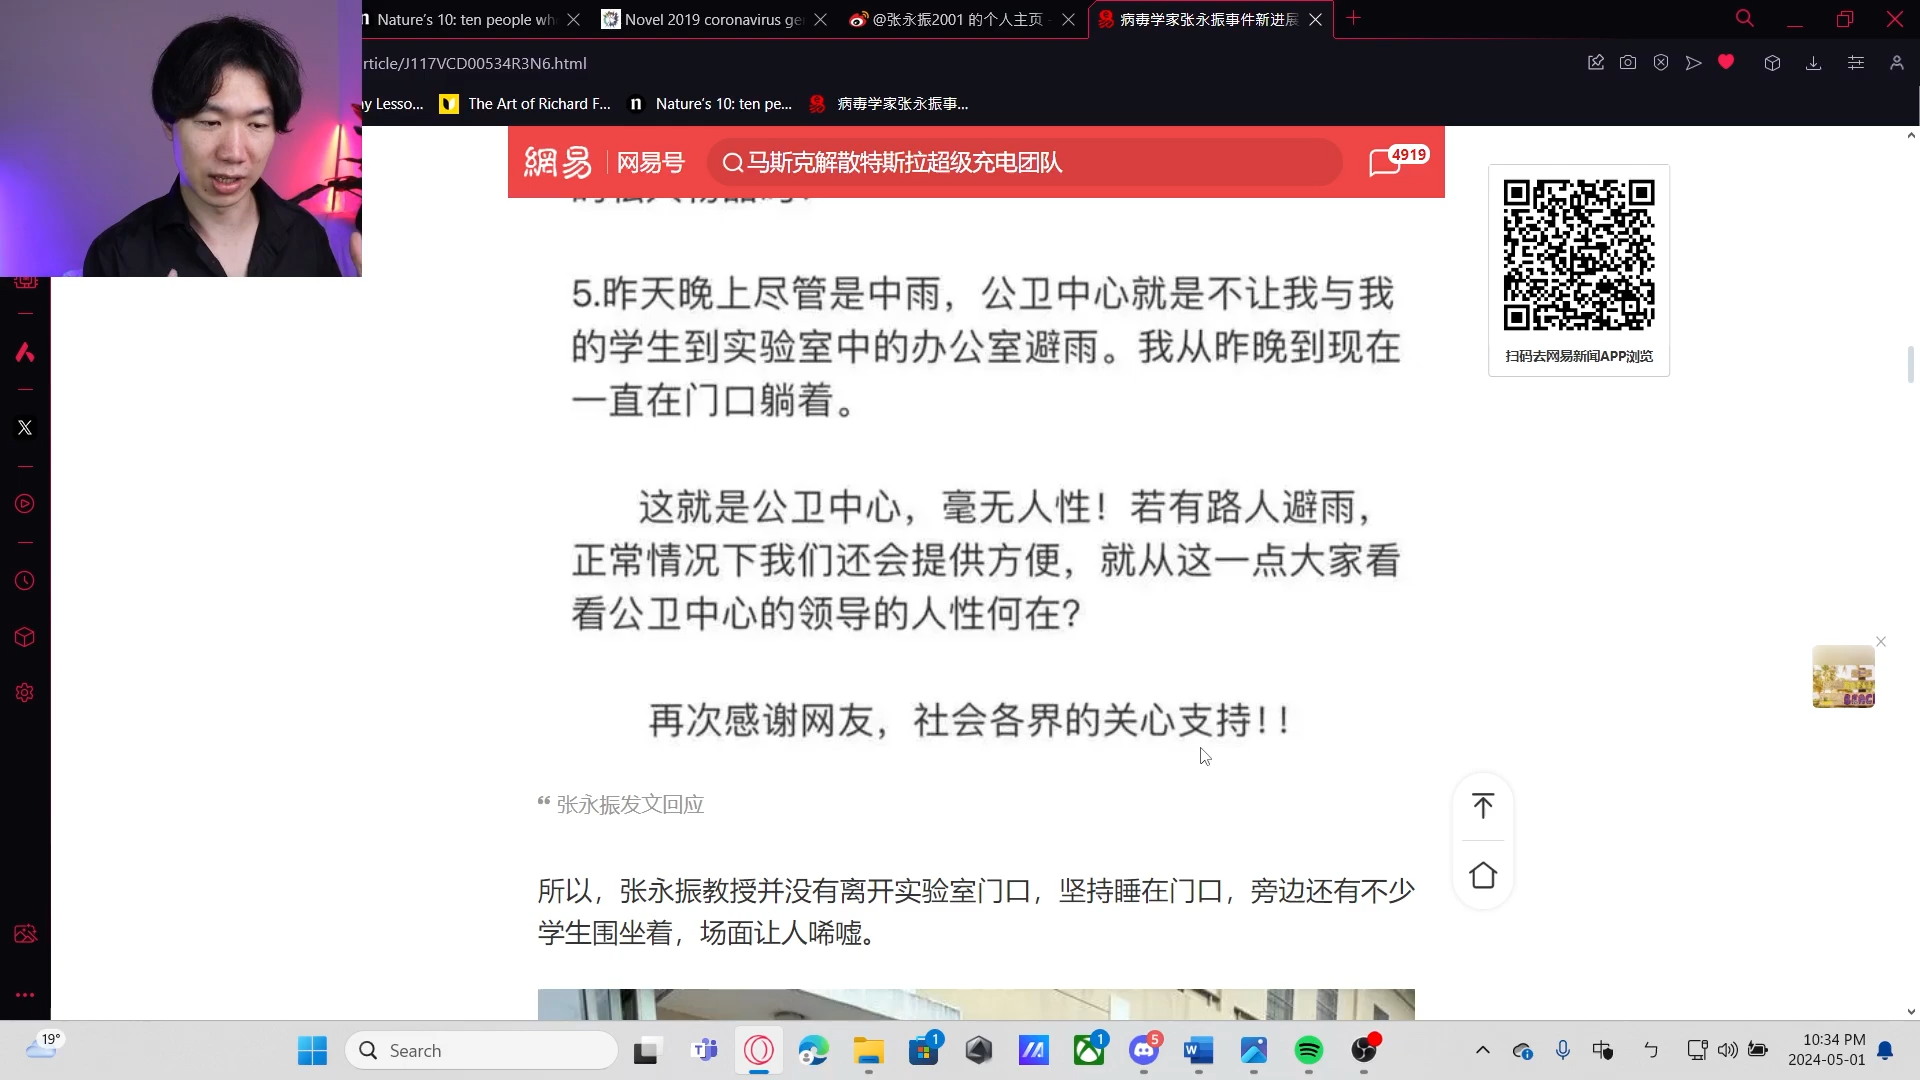 Nature's 10: ten people wh
Novel 2019 coronavirus ge
@张永振2001 的个人主页 -
病毒学家张永振事件新进展
rticle/J117VCD00534R3N6.html
y Lesso...
The Art of Richard F...
Nature's 10: ten pe...
病毒学家张永振事...
網易
网易号
马斯克解散特斯拉超级充电团队
4919
5.昨天晚上尽管是中雨，公卫中心就是不让我与我
的学生到实验室中的办公室避雨。我从昨晚到现在
一直在门口躺着。
扫码去网易新闻APP浏览
这就是公卫中心，毫无人性！若有路人避雨，
正常情况下我们还会提供方便，就从这一点大家看
看公卫中心的领导的人性何在？
再次感谢网友，社会各界的关心支持！！
“ 张永振发文回应
所以，张永振教授并没有离开实验室门口，坚持睡在门口，旁边还有不少
学生围坐着，场面让人唏嘘。
19°
Search
1
1
5
10:34 PM
2024-05-01